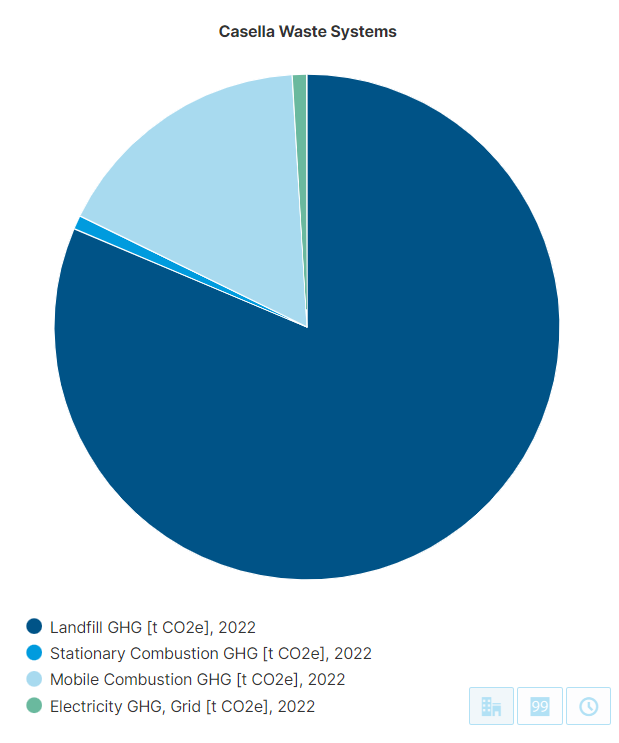 Casella Waste Systems
Landfill GHG [t CO2e], 2022
Stationary Combustion GHG [t CO2e], 2022
Mobile Combustion GHG [t CO2e], 2022
Electricity GHG, Grid [t CO2e], 2022
99